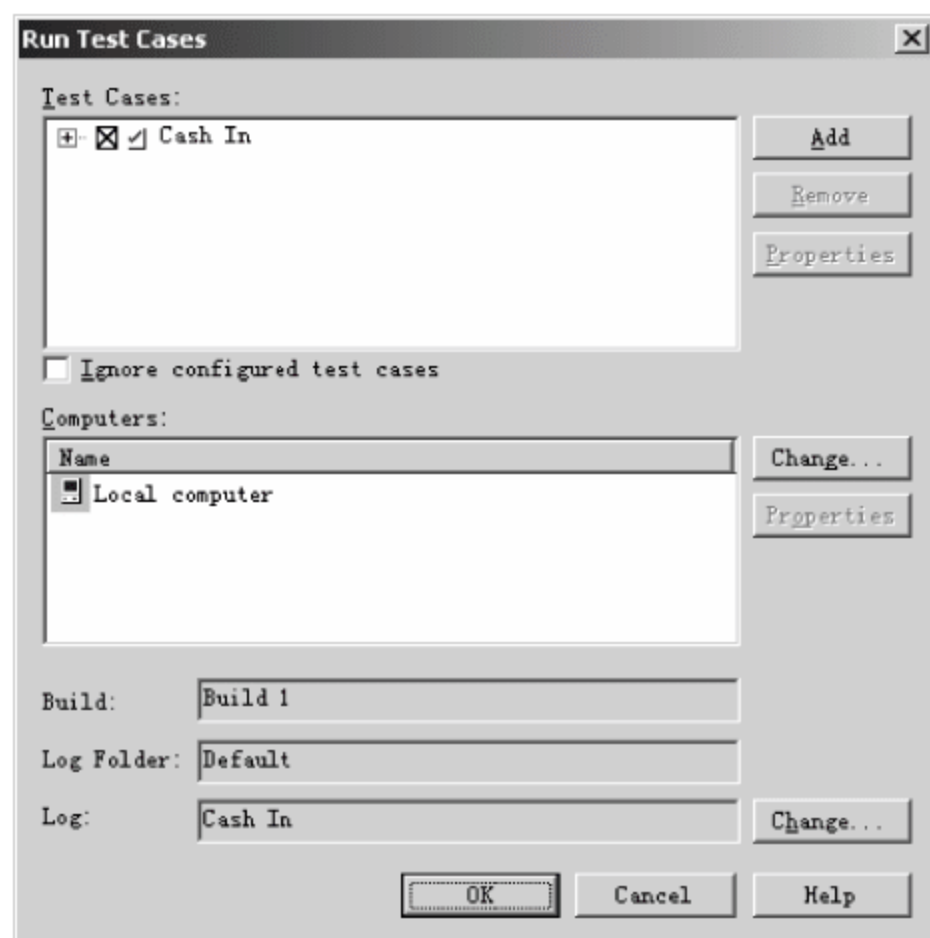 Run Test Cases
Test Cases:
Cash In
Add
Remove
Properties
Ignore configured test cases
Computers:
Name
Change...
Local computer
Properties
Build: Build 1
Log Folder: Default
Log: Cash In Change...
OK Cancel Help